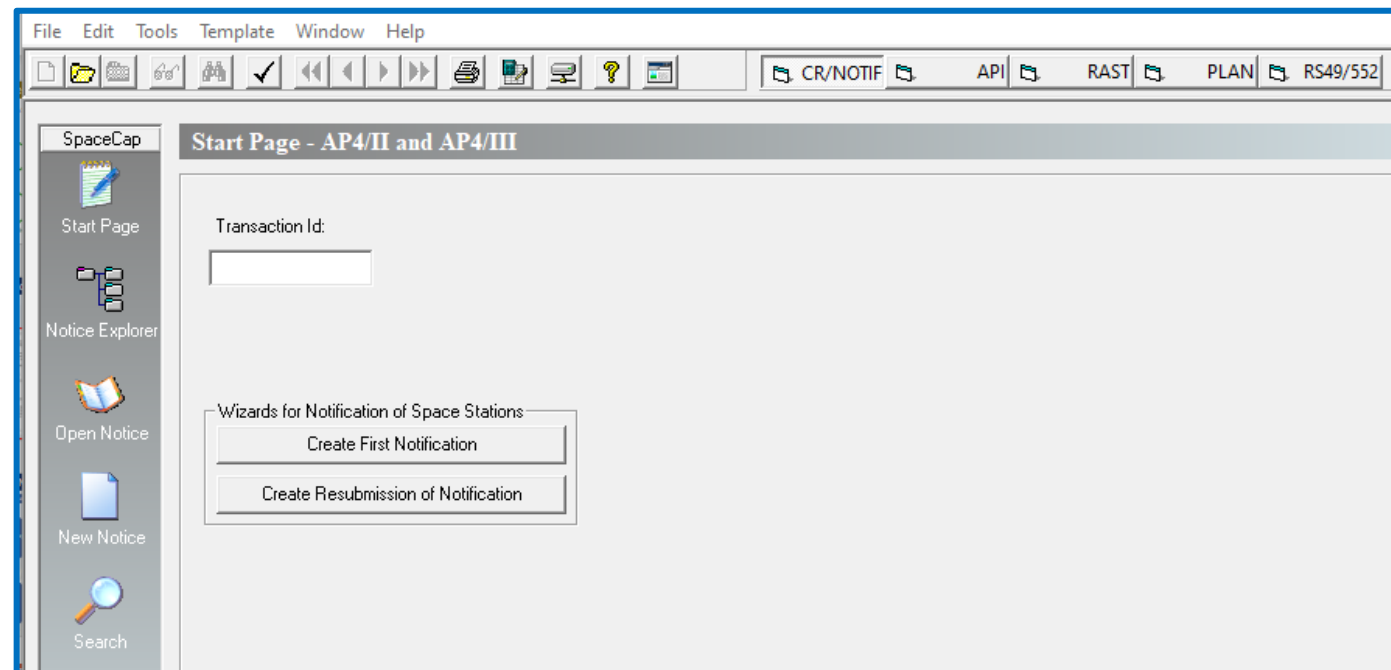 File Edit Tools Template Window Help
CR/NOTIF API RAST PLAN RS49/552
SpaceCap
Start Page - AP4/II and AP4/III
Start Page
Transaction Id:
Notice Explorer
Wizards for Notification of Space Stations
Open Notice
Create First Notification
Create Resubmission of Notification
New Notice
Search